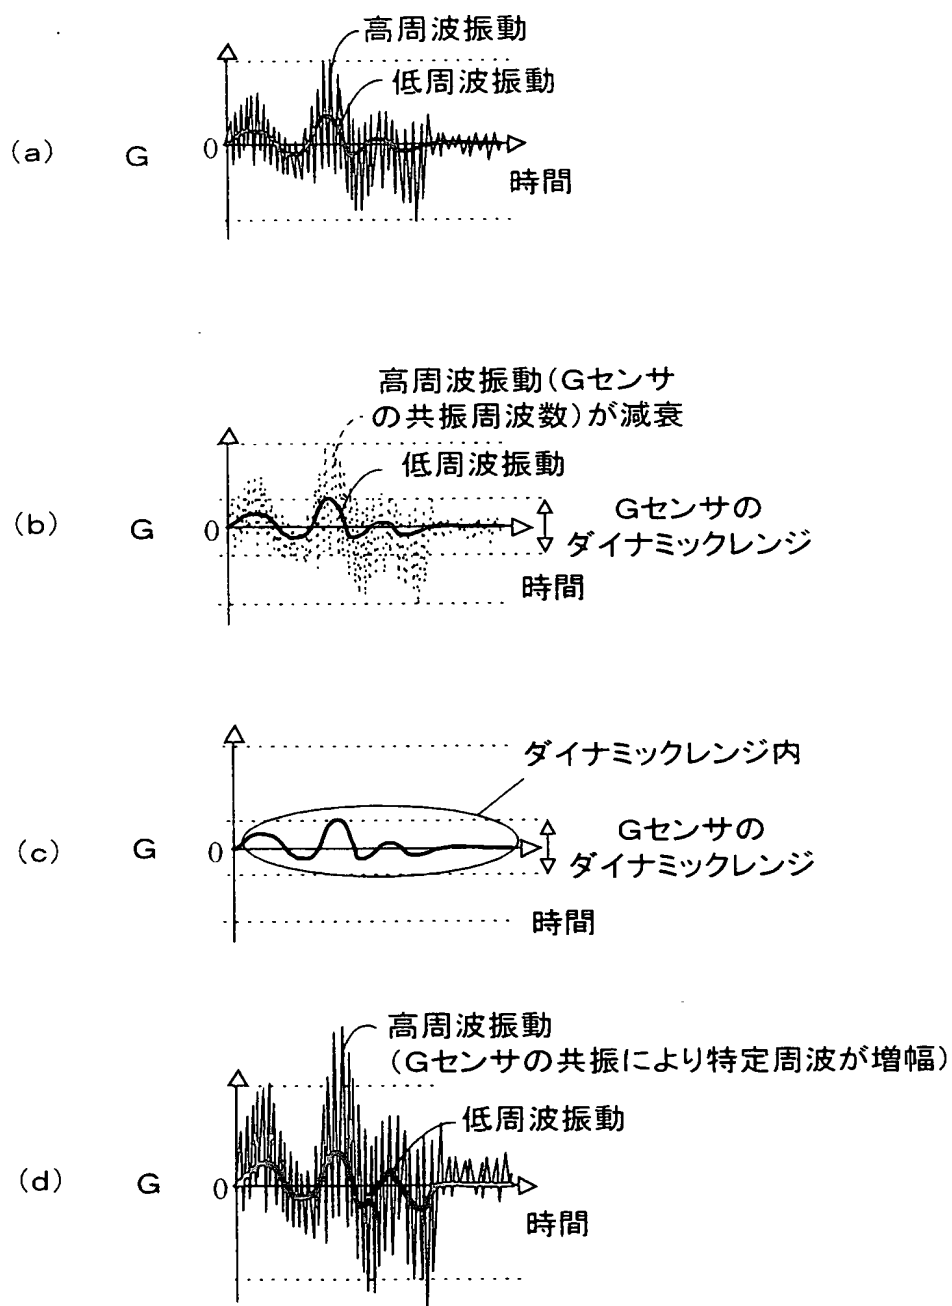 高周波振動
低周波振動
(a)
G
0
時間
高周波振動(Gセンサ
の共振周波数)が減衰
低周波振動
(b)
G
0
Gセンサの
ダイナミックレンジ
時間
ダイナミックレンジ内
(c)
G
0
Gセンサの
ダイナミックレンジ
時間
高周波振動
(Gセンサの共振により特定周波が増幅)
低周波振動
(d)
G
0
時間